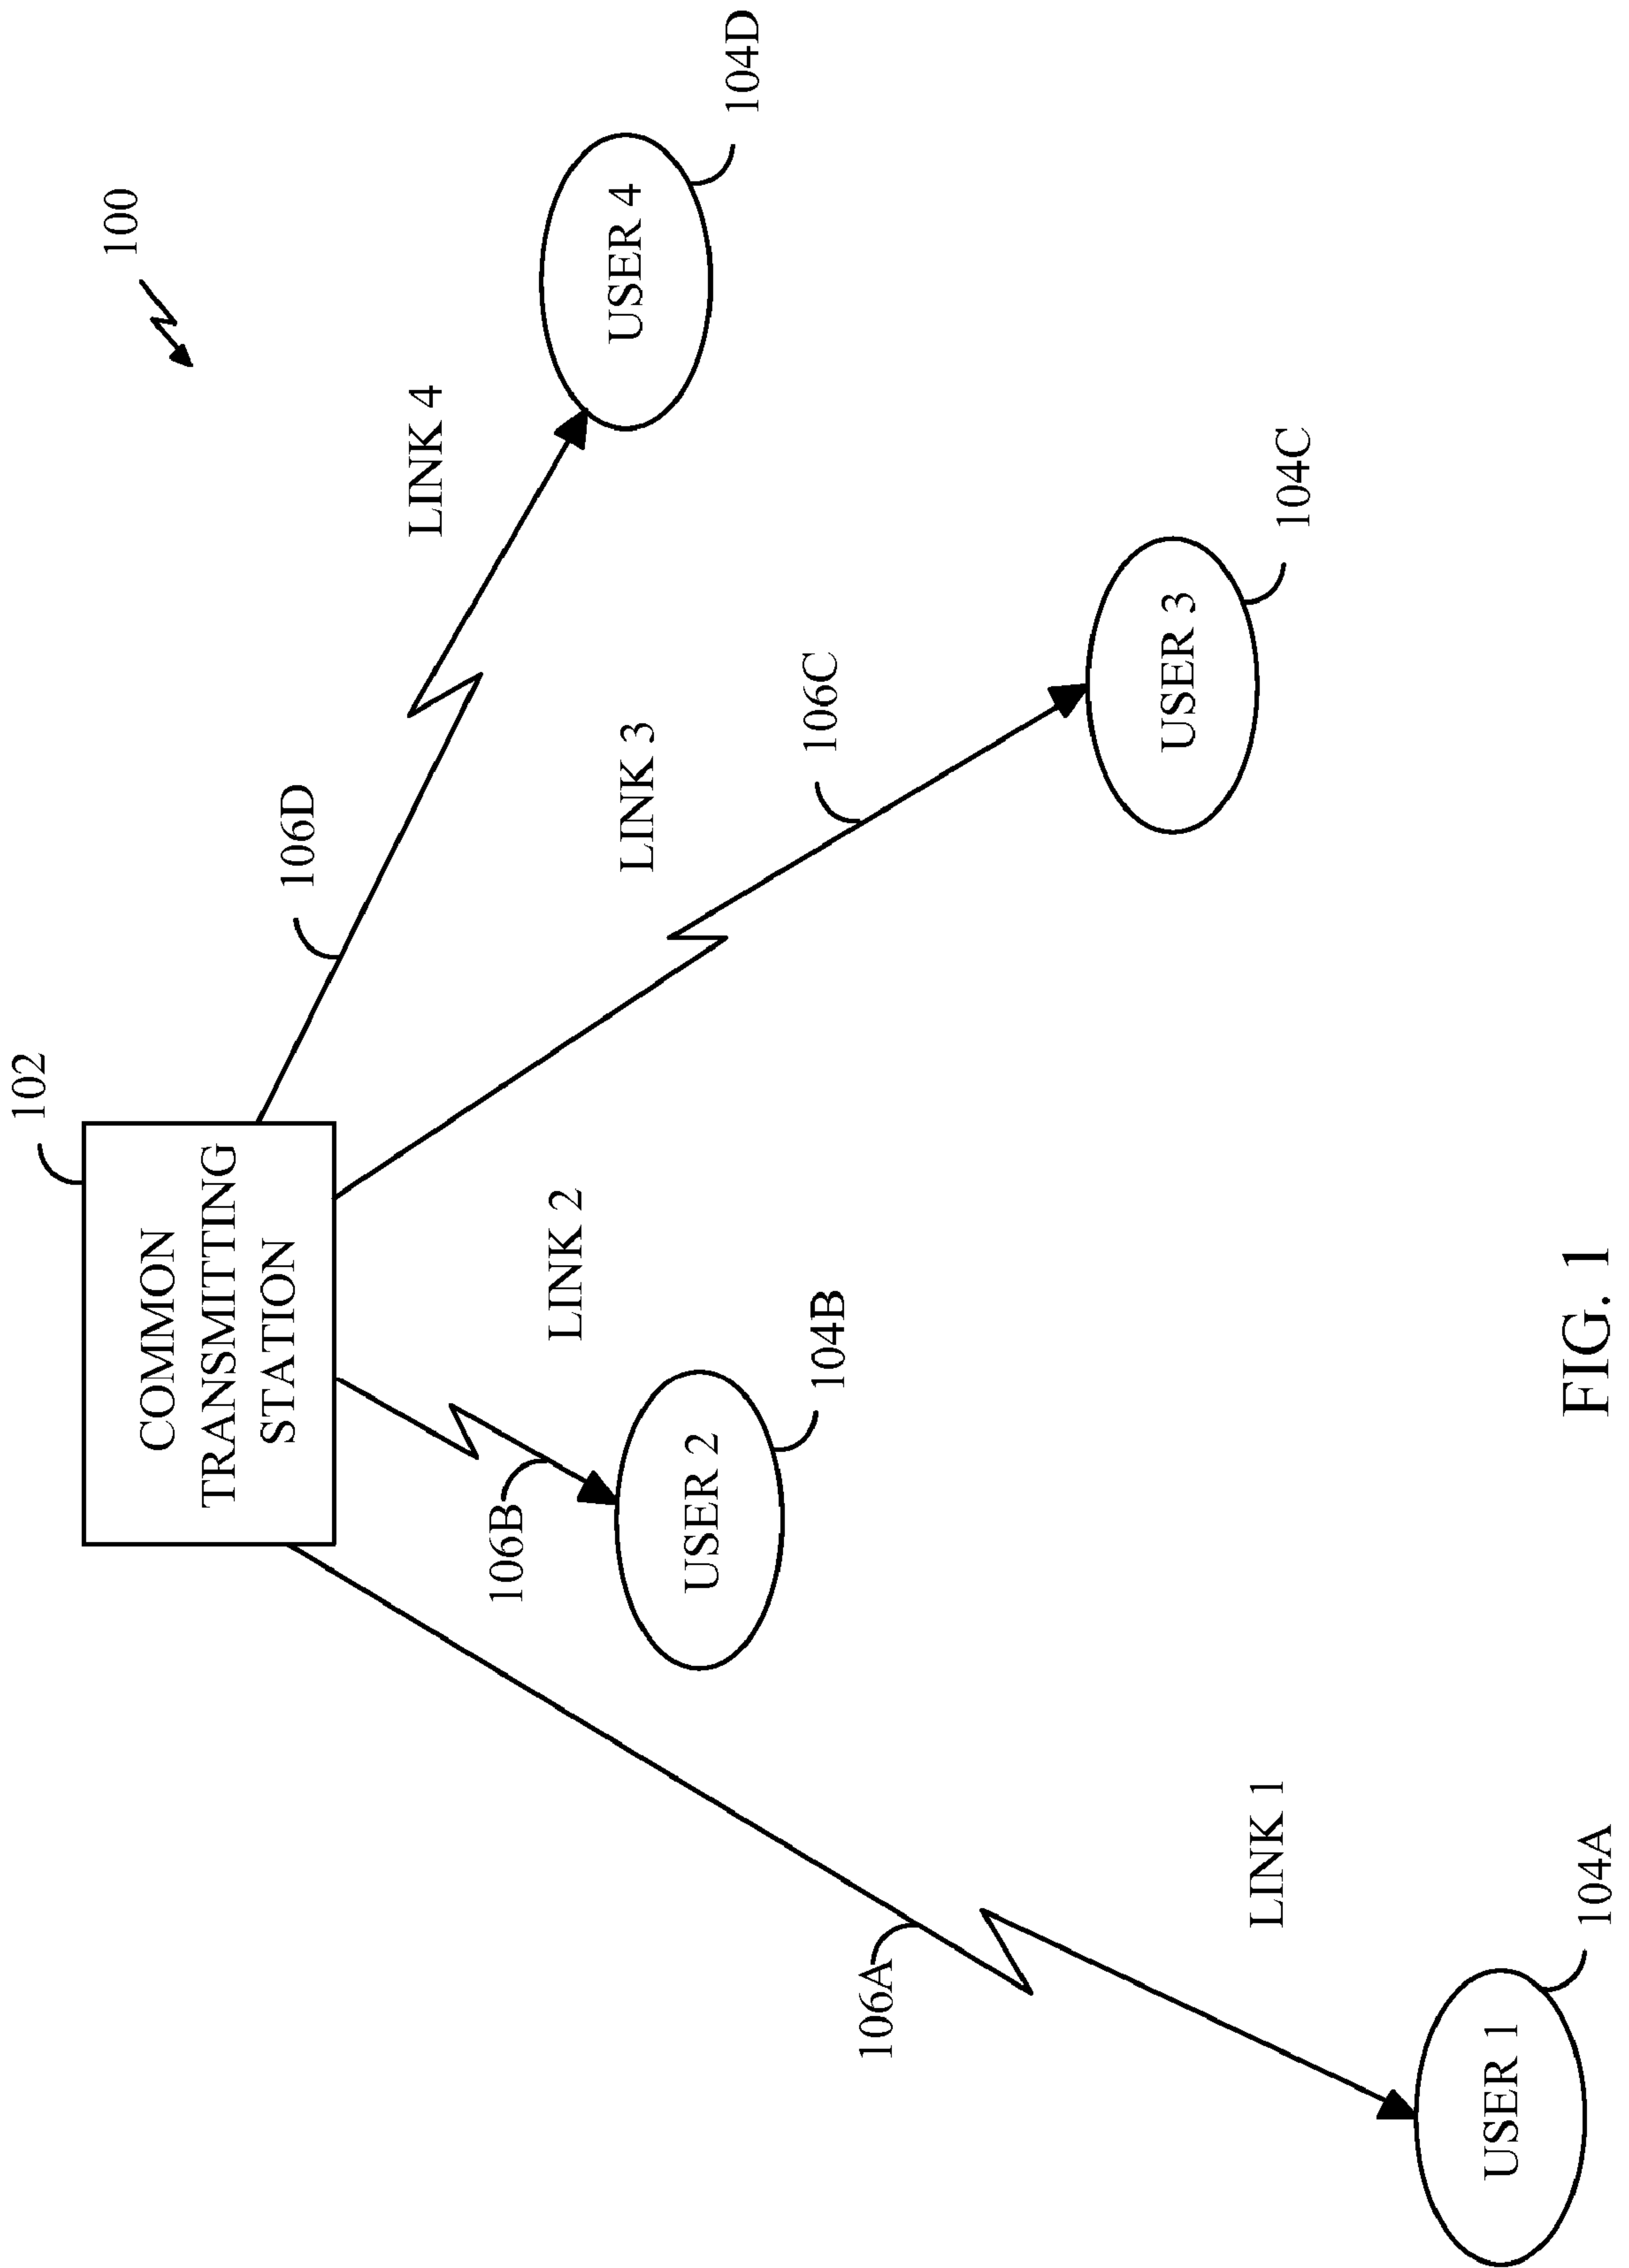 102
100
COMMON
TRANSMITTING
STATION
106D
LINK 4
USER 4
104D
106B
LINK 2
LINK 3
106C
USER 2
104B
106A
USER 3
104C
LINK 1
USER 1
104A
FIG. 1